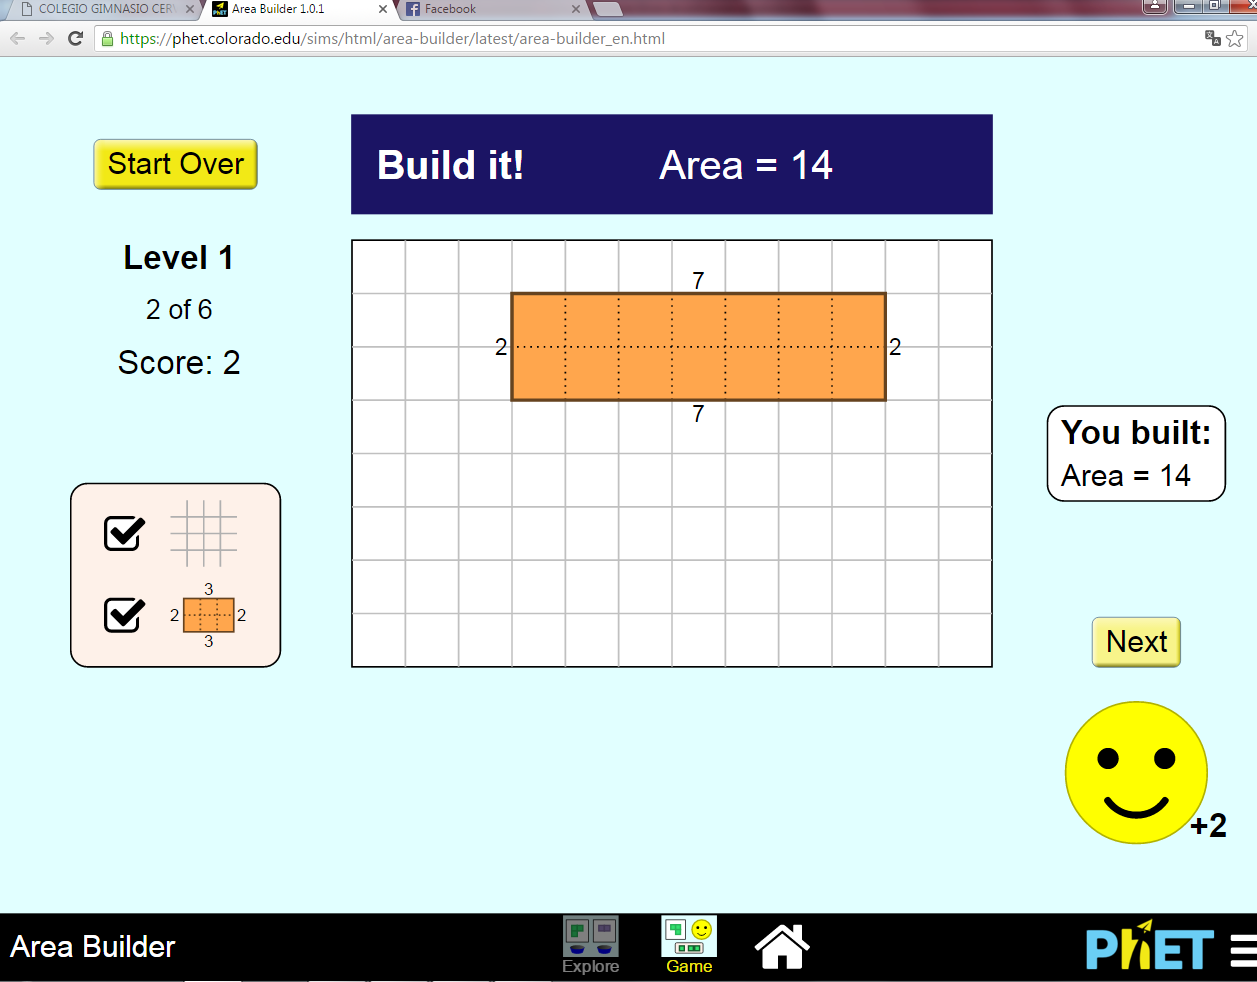 COLEGIO GIMNASIO CER
Area Builder 1.0.1
Facebook
https://phet.colorado.edu/sims/html/area-builder/latest/area-builder_en.html
Start Over
Build it!
Area = 14
Level 1
2 of 6
Score: 2
7
2
2
7
You built:
Area = 14
3
2
2
3
Next
+2
Area Builder
Explore
Game
PhET